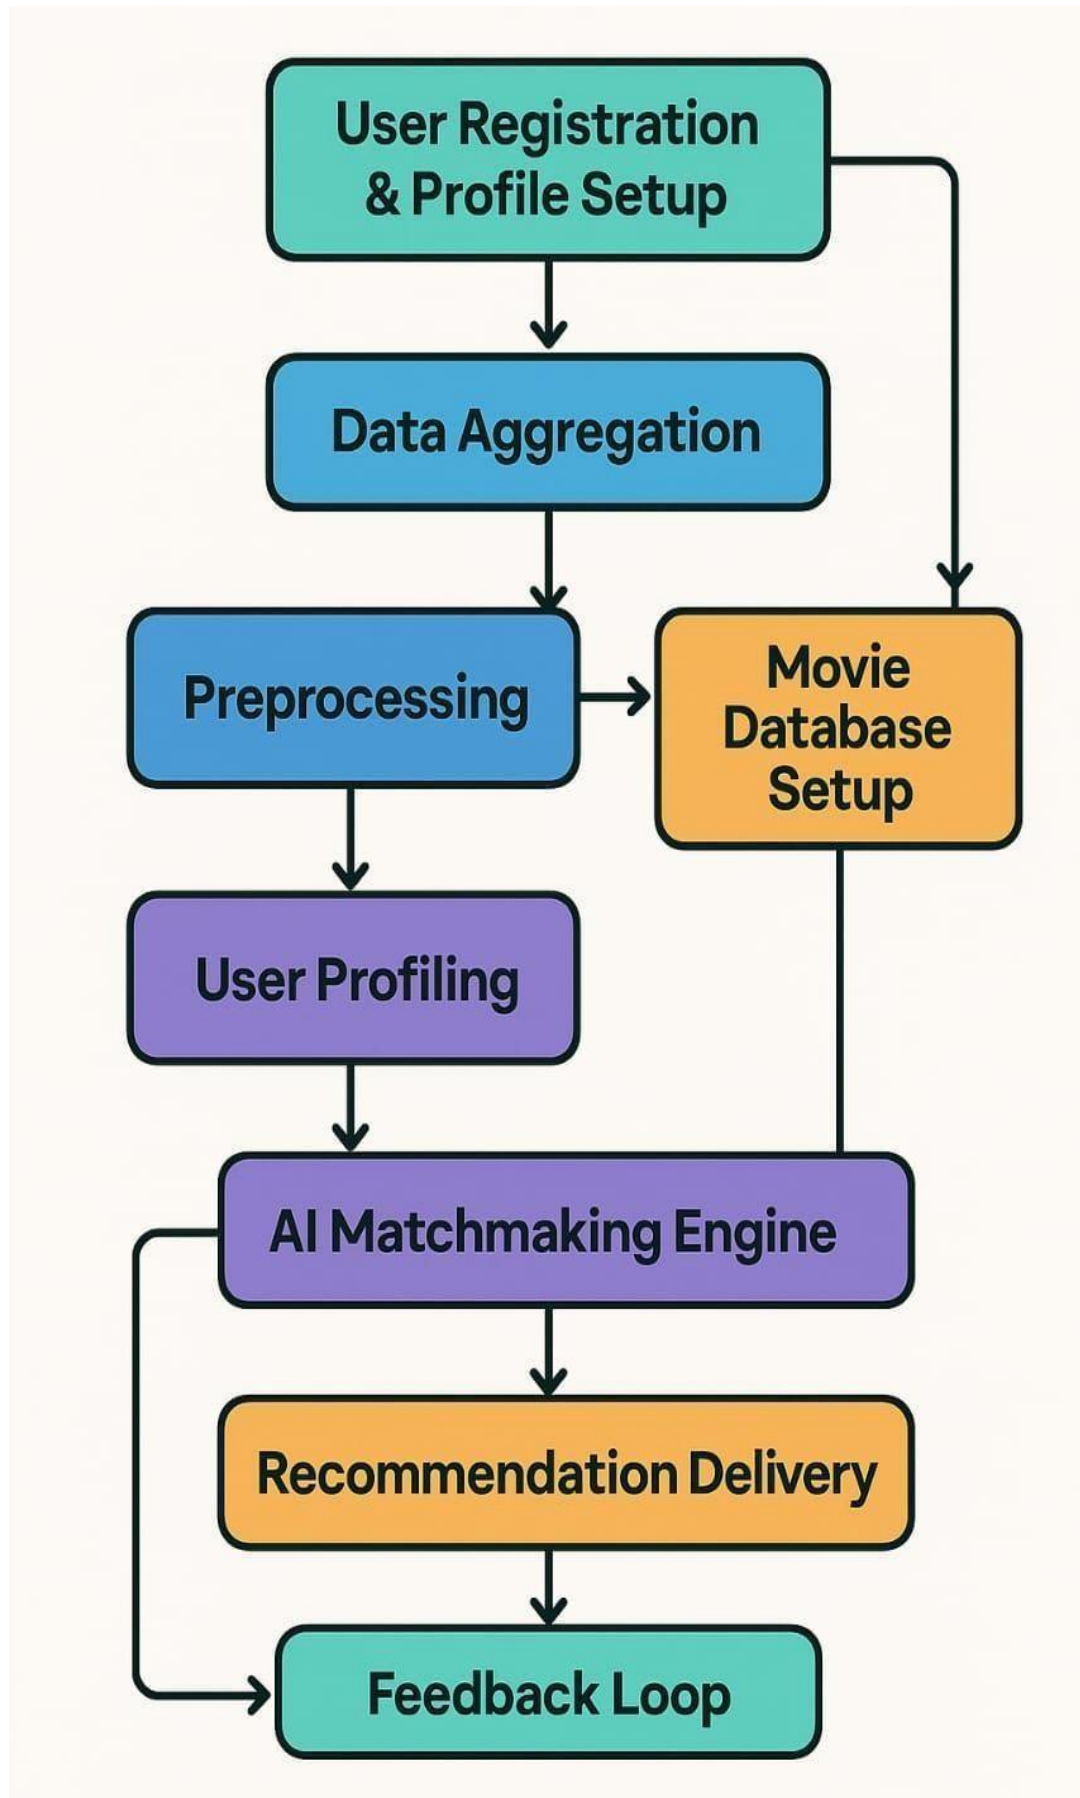 User Registration
& Profile Setup
Data Aggregation
Preprocessing
Movie
Database
Setup
User Profiling
AI Matchmaking Engine
Recommendation Delivery
Feedback Loop